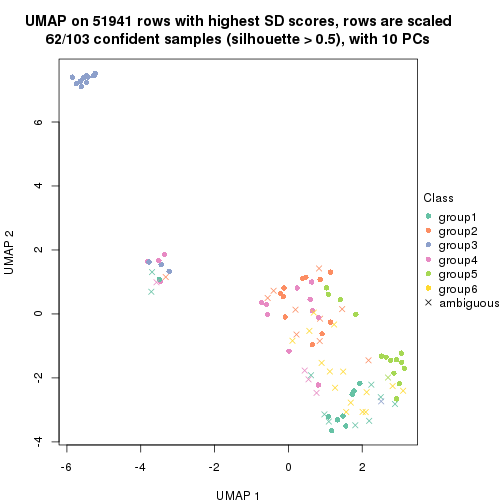 UMAP on 51941 rows with highest SD scores, rows are scaled
62/103 confident samples (silhouette > 0.5), with 10 PCs
UMAP 2
6
4
2
0
-2
-4
-6
-4
-2
0
2
UMAP 1
Class
group1
group2
group3
group4
group5
group6
ambiguous